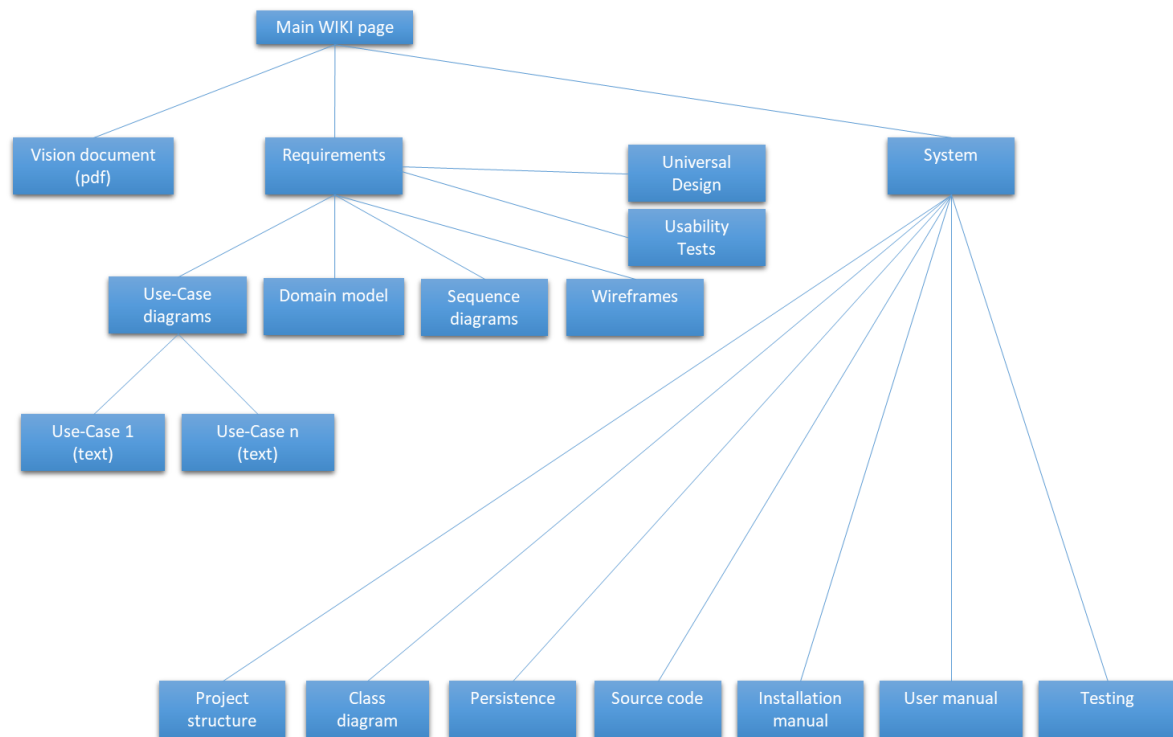 Main WIKI page
Vision document
(pdf)
Requirements
Universal
Design
System
Usability
Tests
Use-Case
diagrams
Domain model
Sequence
diagrams
Wireframes
Use-Case 1
(text)
Use-Case n
(text)
Project
structure
Class
diagram
Persistence
Source code
Installation
manual
User manual
Testing